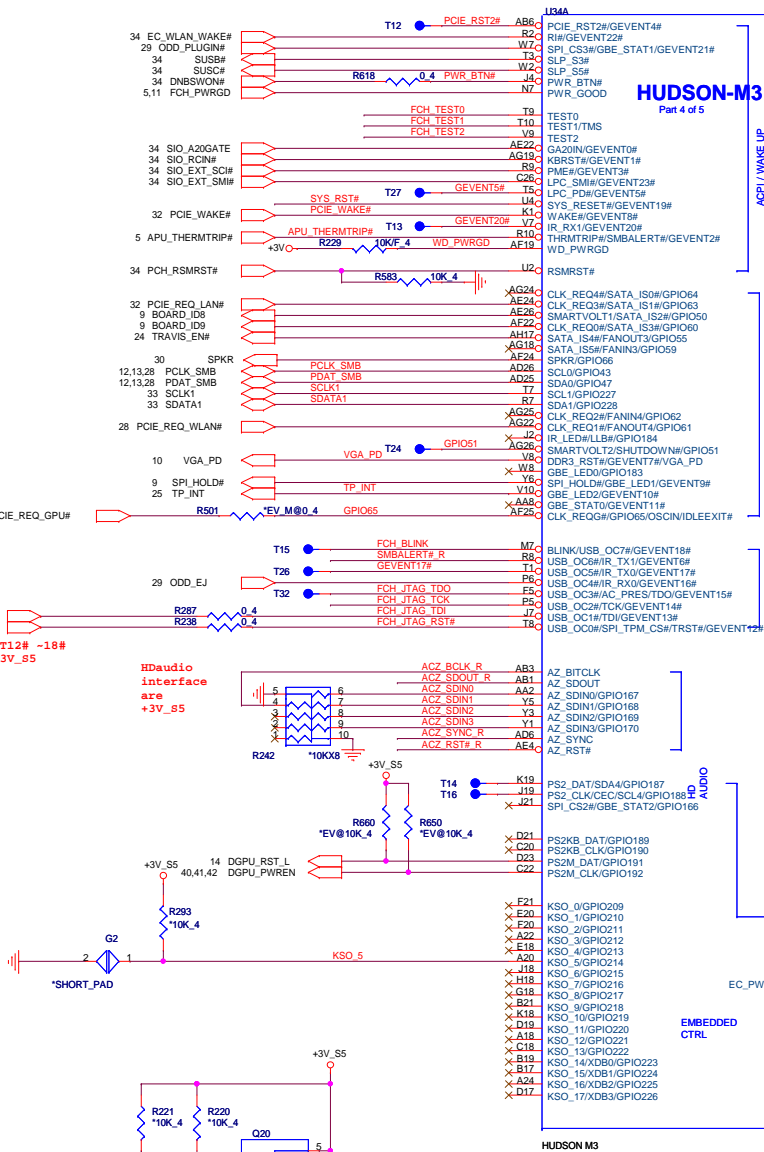 U34A
T12 PCIE_RST2# AB6 PCIE_RST2#/GEVENT4#
34 EC_WLAN_WAKE# R2 RI#/GEVENT22#
29 ODD_PLUGIN# W7 SPI_CS3#/GBE_STAT1/GEVENT21#
34 SUSB# T3 SLP_S3#
34 SUSC# W2 SLP_S5#
34 DNBSWON# R618 0_4 PWR_BTN# J4 PWR_BTN#
5,11 FCH_PWRGD N7 PWR_GOOD
HUDSON-M3
Part 4 of 5
ACPI / WAKE UP
FCH_TEST0 T9 TEST0
FCH_TEST1 T10 TEST1/TMS
FCH_TEST2 V9 TEST2
34 SIO_A20GATE AE22 GA20IN/GEVENT0#
34 SIO_RCIN# AG19 KBRST#/GEVENT1#
34 SIO_EXT_SCI# R9 PME#/GEVENT3#
34 SIO_EXT_SMI# C26 LPC_SMI#/GEVENT23#
T27 GEVENT5# T5 LPC_PD#/GEVENT5#
SYS_RST# U4 SYS_RESET#/GEVENT19#
32 PCIE_WAKE# PCIE_WAKE# K1 WAKE#/GEVENT8#
T13 GEVENT20# V7 IR_RX1/GEVENT20#
5 APU_THERMTRIP# APU_THERMTRIP# R10 THRMTRIP#/SMBALERT#/GEVENT2#
+3V R229 10K/F_4 WD_PWRGD AF19 WD_PWRGD
34 PCH_RSMRST# U2 RSMRST#
R583 10K_4
AG24 CLK_REQ4#/SATA_IS0#/GPIO64
32 PCIE_REQ_LAN# AE24 CLK_REQ3#/SATA_IS1#/GPIO63
9 BOARD_ID8 AE26 SMARTVOLT1/SATA_IS2#/GPIO50
9 BOARD_ID9 AF22 CLK_REQ0#/SATA_IS3#/GPIO60
24 TRAVIS_EN# AH17 SATA_IS4#/FANOUT3/GPIO55
AG18 SATA_IS5#/FANIN3/GPIO59
30 SPKR AF24 SPKR/GPIO66
12,13,28 PCLK_SMB PCLK_SMB AD26 SCL0/GPIO43
12,13,28 PDAT_SMB PDAT_SMB AD25 SDA0/GPIO47
33 SCLK1 SCLK1 T7 SCL1/GPIO227
33 SDATA1 SDATA1 R7 SDA1/GPIO228
AG25 CLK_REQ2#/FANIN4/GPIO62
28 PCIE_REQ_WLAN# AG22 CLK_REQ1#/FANOUT4/GPIO61
J2 IR_LED#/LLB#/GPIO184
T24 GPIO51 AG26 SMARTVOLT2/SHUTDOWN#/GPIO51
10 VGA_PD VGA_PD V8 DDR3_RST#/GEVENT7#/VGA_PD
W8 GBE_LED0/GPIO183
9 SPI_HOLD# Y6 SPI_HOLD#/GBE_LED1/GEVENT9#
25 TP_INT TP_INT V10 GBE_LED2/GEVENT10#
AA8 GBE_STAT0/GEVENT11#
CIE_REQ_GPU# R501 *EV_M@0_4 GPIO65 AF25 CLK_REQG#/GPIO65/OSCIN/IDLEEXIT#
T15 FCH_BLINK M7 BLINK/USB_OC7#/GEVENT18#
SMBALERT#_R R8 USB_OC6#/IR_TX1/GEVENT6#
T26 GEVENT17# T1 USB_OC5#/IR_TX0/GEVENT17#
29 ODD_EJ P6 USB_OC4#/IR_RX0/GEVENT16#
T32 FCH_JTAG_TDO F5 USB_OC3#/AC_PRES/TDO/GEVENT15#
FCH_JTAG_TCK P5 USB_OC2#/TCK/GEVENT14#
R287 0_4 FCH_JTAG_TDI J7 USB_OC1#/TDI/GEVENT13#
R238 0_4 FCH_JTAG_RST# T8 USB_OC0#/SPI_TPM_CS#/TRST#/GEVENT12#
T12# ~18#
3V_S5
HDaudio
interface
are
+3V_S5
ACZ_BCLK_R AB3 AZ_BITCLK
ACZ_SDOUT_R AB1 AZ_SDOUT
5 6 ACZ_SDIN0 AA2 AZ_SDIN0/GPIO167
4 7 ACZ_SDIN1 Y5 AZ_SDIN1/GPIO168
3 8 ACZ_SDIN2 Y3 AZ_SDIN2/GPIO169
2 9 ACZ_SDIN3 Y1 AZ_SDIN3/GPIO170
1 10 ACZ_SYNC_R AD6 AZ_SYNC
ACZ_RST#_R AE4 AZ_RST#
R242 *10KX8
+3V_S5
HD
AUDIO
T14 K19 PS2_DAT/SDA4/GPIO187
T16 J19 PS2_CLK/CEC/SCL4/GPIO188
J21 SPI_CS2#/GBE_STAT2/GPIO166
R660 R650
*EV@10K_4 *EV@10K_4
D21 PS2KB_DAT/GPIO189
C20 PS2KB_CLK/GPIO190
14 DGPU_RST_L D23 PS2M_DAT/GPIO191
40,41,42 DGPU_PWREN C22 PS2M_CLK/GPIO192
+3V_S5
R293
*10K_4
F21 KSO_0/GPIO209
E20 KSO_1/GPIO210
F20 KSO_2/GPIO211
A22 KSO_3/GPIO212
E18 KSO_4/GPIO213
G2 2 1 KSO_5 A20 KSO_5/GPIO214
*SHORT_PAD
J18 KSO_6/GPIO215
H18 KSO_7/GPIO216
G18 KSO_8/GPIO217
B21 KSO_9/GPIO218
K18 KSO_10/GPIO219
D19 KSO_11/GPIO220
A18 KSO_12/GPIO221
C18 KSO_13/GPIO222
B19 KSO_14/XDB0/GPIO223
B17 KSO_15/XDB1/GPIO224
A24 KSO_16/XDB2/GPIO225
D17 KSO_17/XDB3/GPIO226
EC_PW
EMBEDDED
CTRL
+3V_S5
R221 R220
*10K_4 *10K_4
Q20
5
HUDSON M3